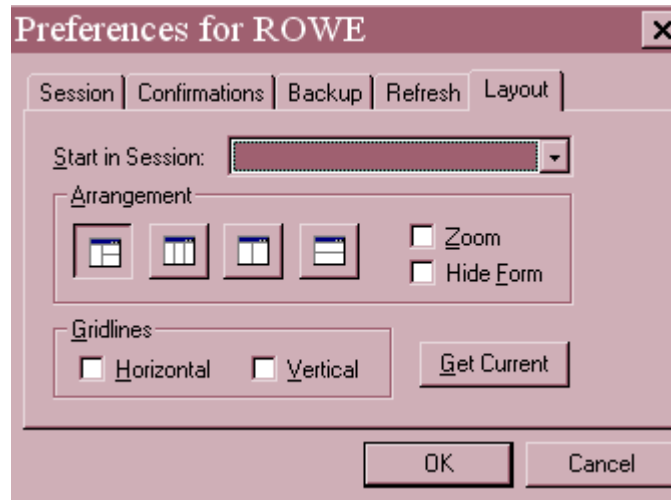 Preferences for ROWE
Session Confirmations Backup Refresh Layout
Start in Session:
Arrangement
Zoom
Hide Form
Gridlines
Horizontal Vertical Get Current
OK Cancel